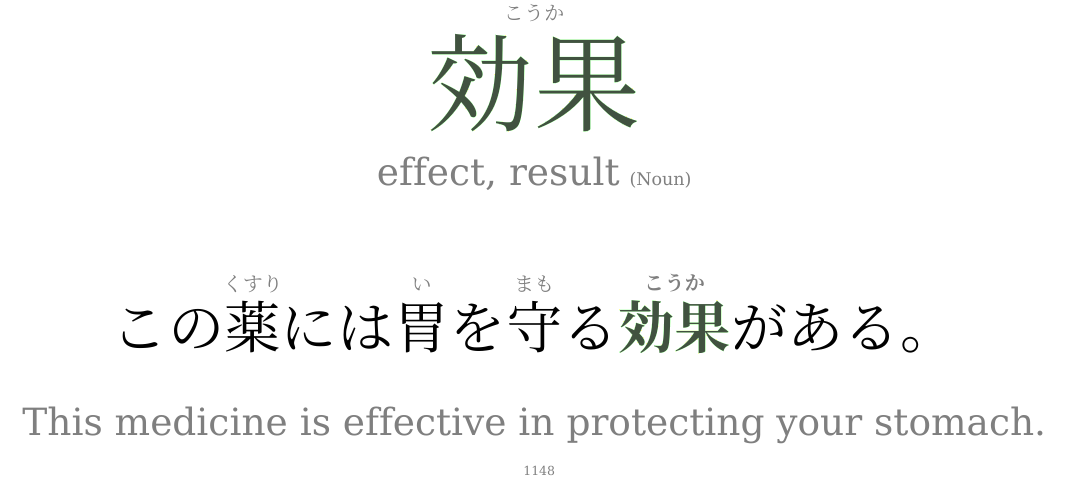 こうか
効果
effect, result (Noun)
くすり い まも こうか
この薬には胃を守る効果がある。
This medicine is effective in protecting your stomach.
1148